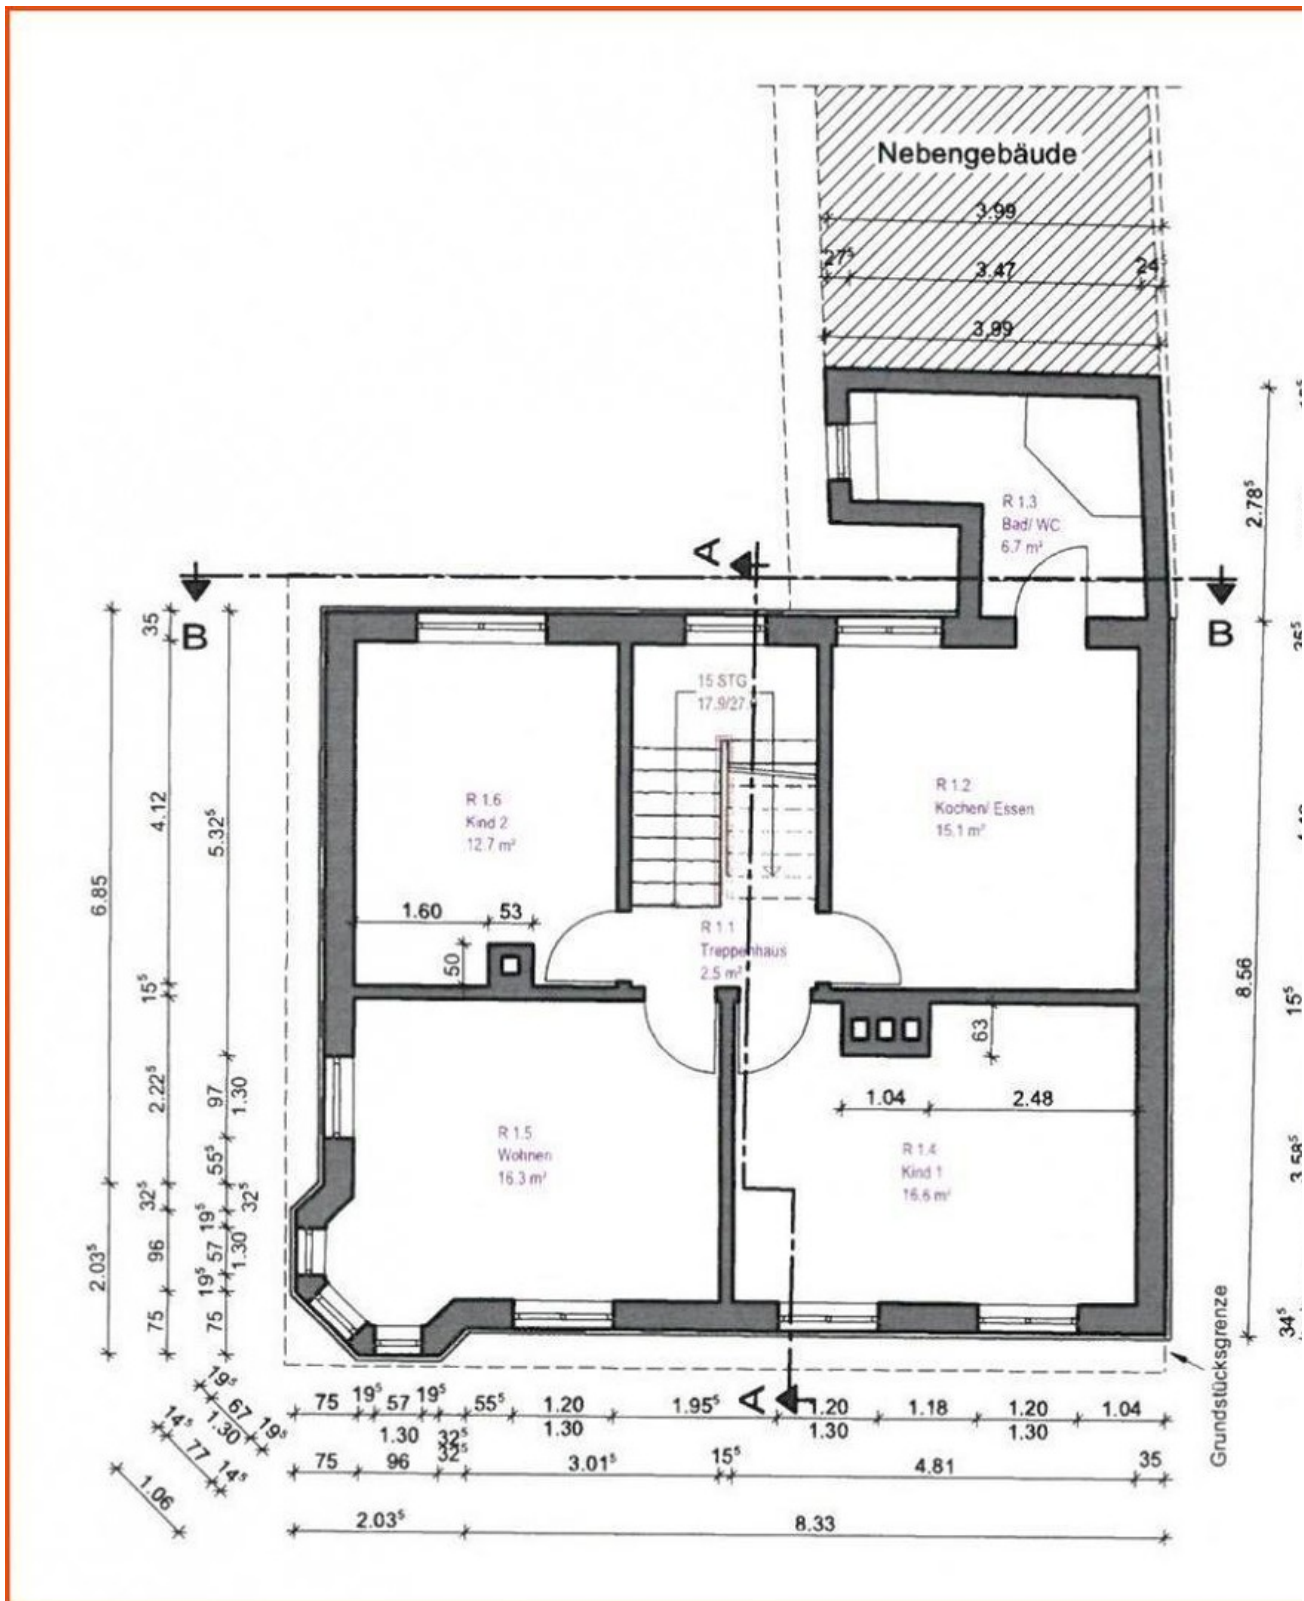 Nebengebäude
3.99
27⁵
3.47
24
3.99
2.78⁵
R 1.3
Bad/ WC
6.7 m²
A
B
B
35
35⁵
15 STG
17.9/27.
4.12
5.32⁵
6.85
R 1.6
Kind 2
12.7 m²
R 1.2
Kochen/ Essen
15.1 m²
1.60
53
50
R 1.1
Treppenhaus
2.5 m²
8.56
15⁵
15⁵
63
2.22⁵
97
1.30
1.04
2.48
R 1.5
Wohnen
16.3 m²
R 1.4
Kind 1
16.6 m²
3.58⁵
55⁵
32⁵
32⁵
19⁵
2.03⁵
96
57
1.30
19⁵
75
75
34⁵
Grundstücksgrenze
A
19⁵
67
19⁵
1.30
14⁵
77
14⁵
1.06
75
19⁵
57
19⁵
55⁵
1.20
1.95⁵
1.20
1.18
1.20
1.04
1.30
32⁵
1.30
1.30
1.30
75
96
32⁵
3.01⁵
15⁵
4.81
35
2.03⁵
8.33